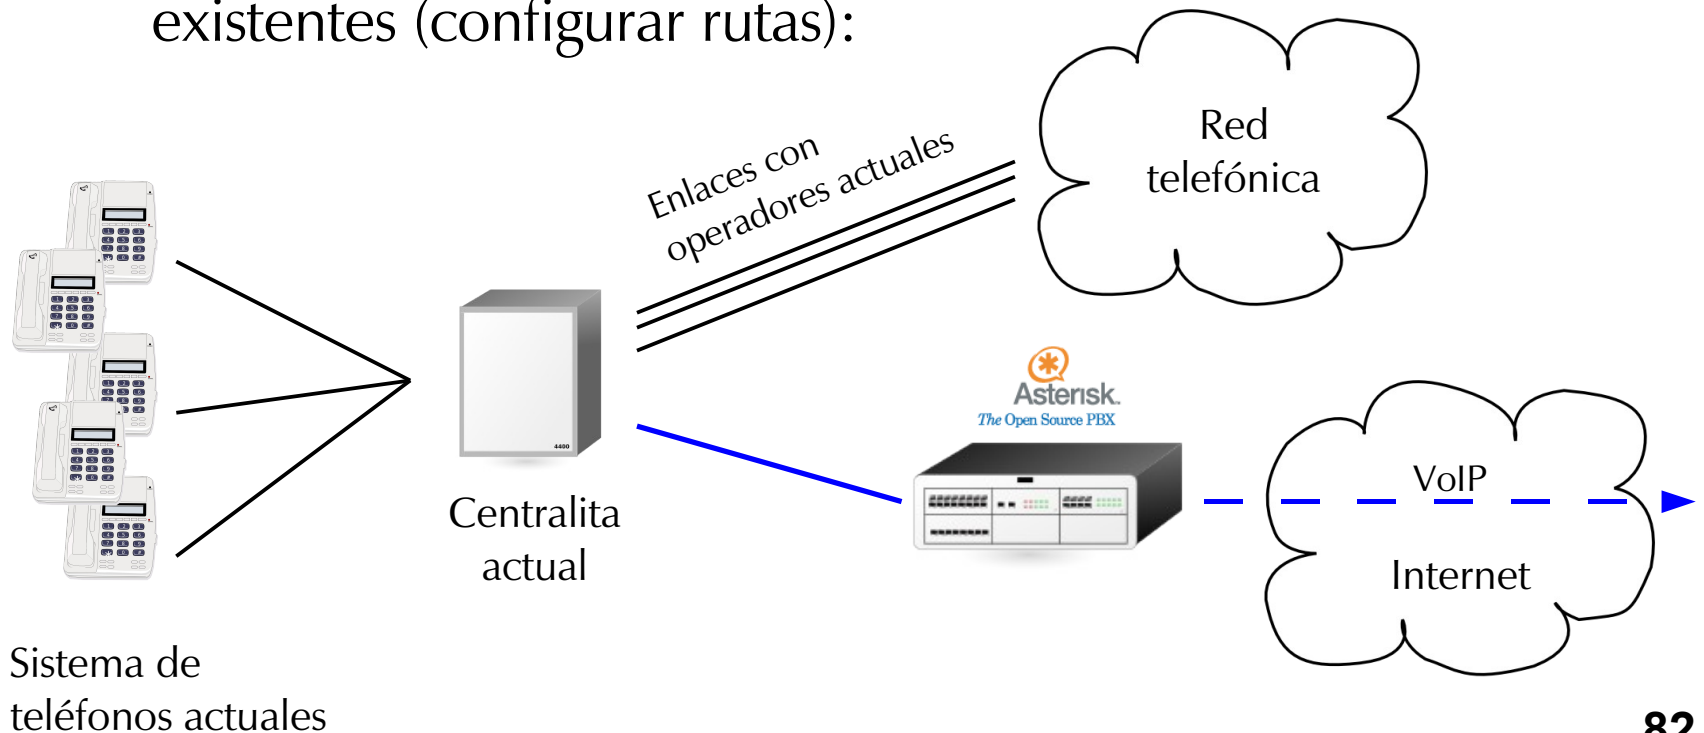 existentes (configurar rutas):
Red
telefónica
Enlaces con
operadores actuales
Asterisk.
The Open Source PBX
4400
Centralita
actual
VoIP
Internet
Sistema de
teléfonos actuales
82